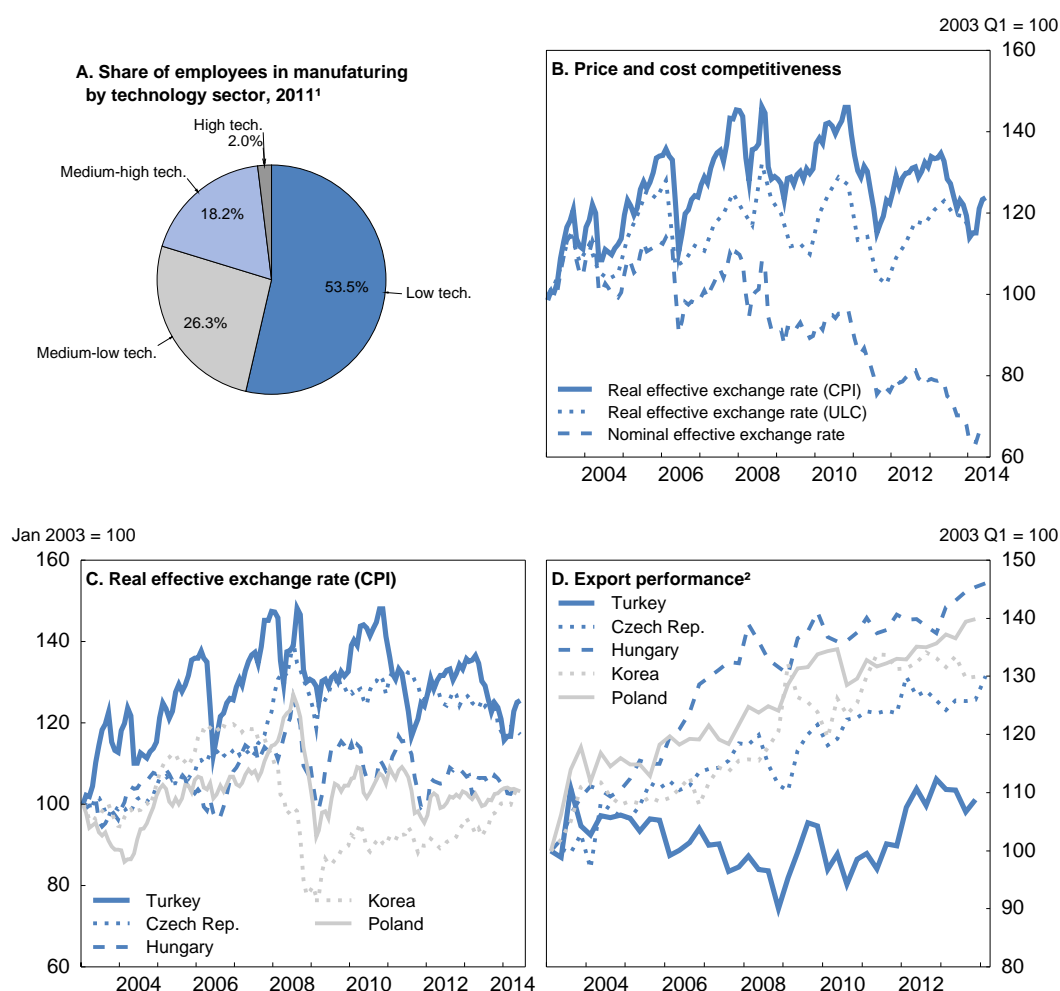 A. Share of employees in manufaturing
by technology sector, 2011¹
High tech.
2.0%
Medium-high tech.
18.2%
53.5%
Low tech.
26.3%
Medium-low tech.
2003 Q1 = 100
B. Price and cost competitiveness
160
140
120
100
80
60
Real effective exchange rate (CPI)
Real effective exchange rate (ULC)
Nominal effective exchange rate
2004 2006 2008 2010 2012 2014
Jan 2003 = 100
C. Real effective exchange rate (CPI)
160
140
120
100
80
60
Turkey
Czech Rep.
Hungary
Korea
Poland
2004 2006 2008 2010 2012 2014
2003 Q1 = 100
D. Export performance²
Turkey
Czech Rep.
Hungary
Korea
Poland
150
140
130
120
110
100
90
80
2004 2006 2008 2010 2012